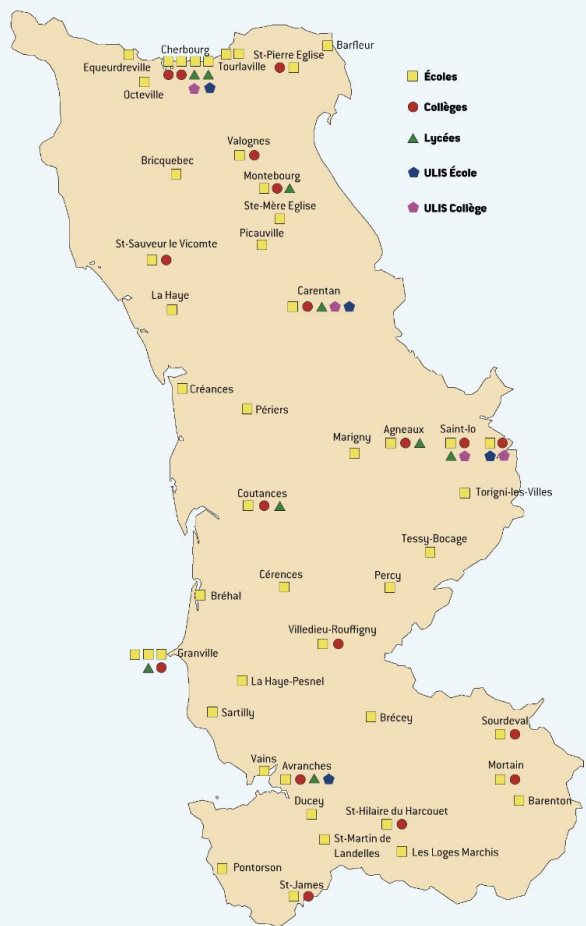 Cherbourg
Barfleur
St-Pierre Eglise
Equeurdreville
Tourlaville
Octeville
Écoles
Collèges
Lycées
ULIS École
ULIS Collège
Valognes
Bricquebec
Montebourg
Ste-Mère Eglise
Picauville
St-Sauveur le Vicomte
La Haye
Carentan
Créances
Périers
Marigny
Agneaux
Saint-lo
Torigni-les-Villes
Coutances
Tessy-Bocage
Cérences
Percy
Bréhal
Villedieu-Rouffigny
Granville
La Haye-Pesnel
Sartilly
Brécey
Sourdeval
Vains
Avranches
Mortain
Barenton
Ducey
St-Hilaire du Harcouet
St-Martin de
Landelles
Les Loges Marchis
Pontorson
St-James